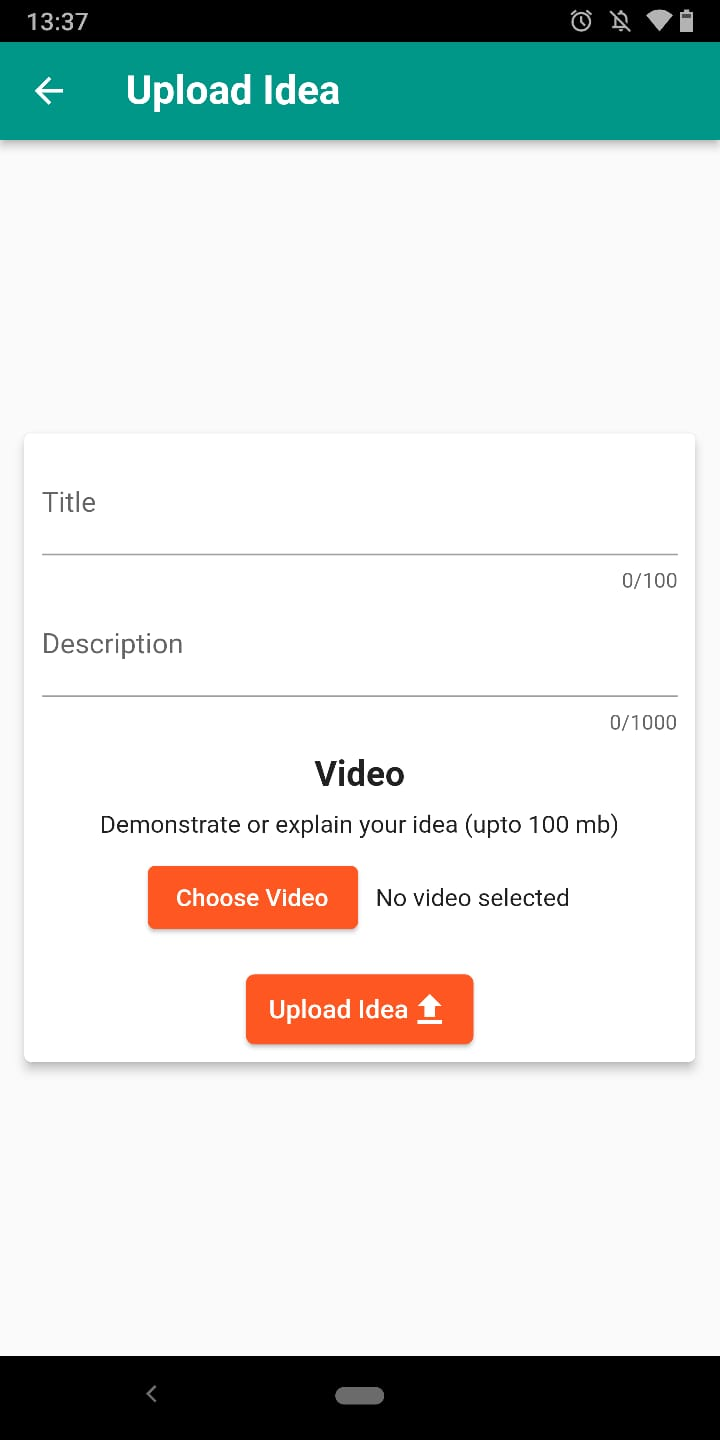 13:37
Upload Idea
Title
0/100
Description
0/1000
Video
Demonstrate or explain your idea (upto 100 mb)
Choose Video No video selected
Upload Idea